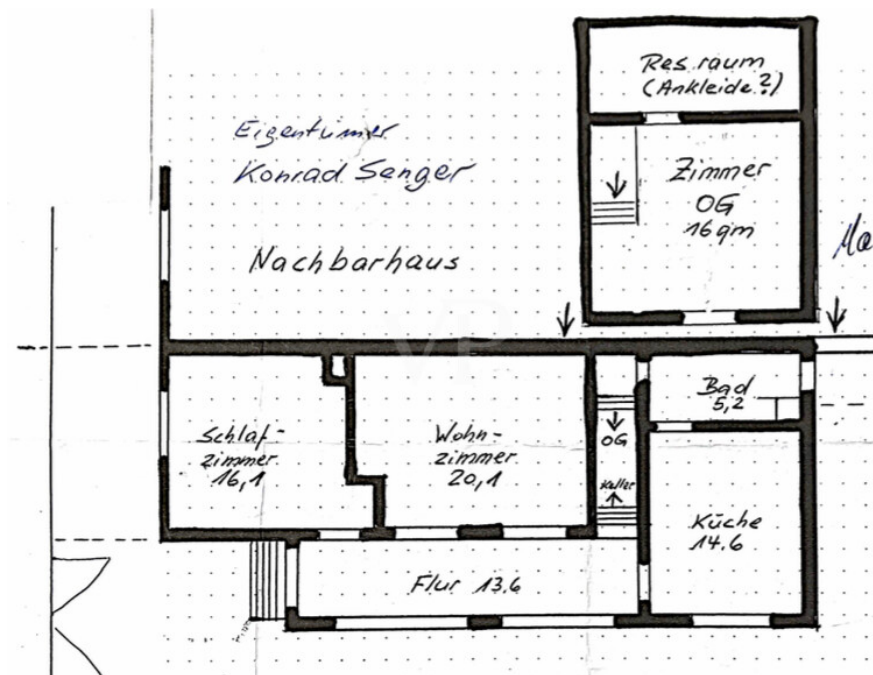 Res.raum
(Ankleide?)
Eigentümer
Konrad Senger
Zimmer
OG
16qm
Nachbarhaus
VP
Bad
5,2
Schlaf-
zimmer
16,1
Wohn-
zimmer
20,1
OG
Keller
Küche
14.6
Flur 13.6